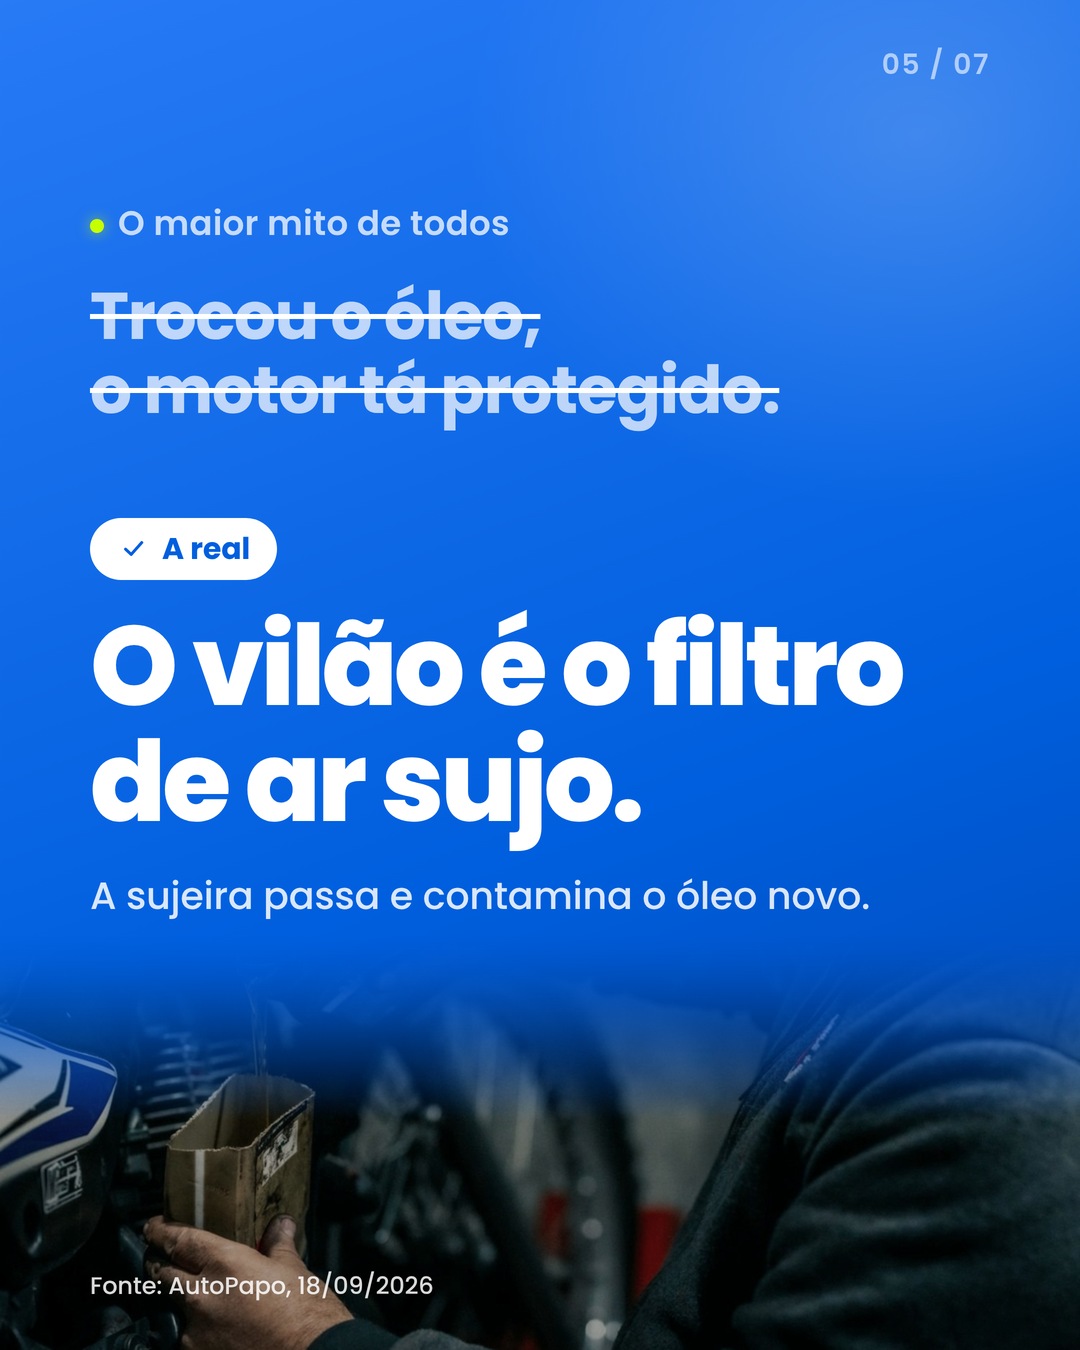 05 / 07
O maior mito de todos
Trocou o óleo,
o motor tá protegido.
A real
O vilão é o filtro
de ar sujo.
A sujeira passa e contamina o óleo novo.
Fonte: AutoPapo, 18/09/2026